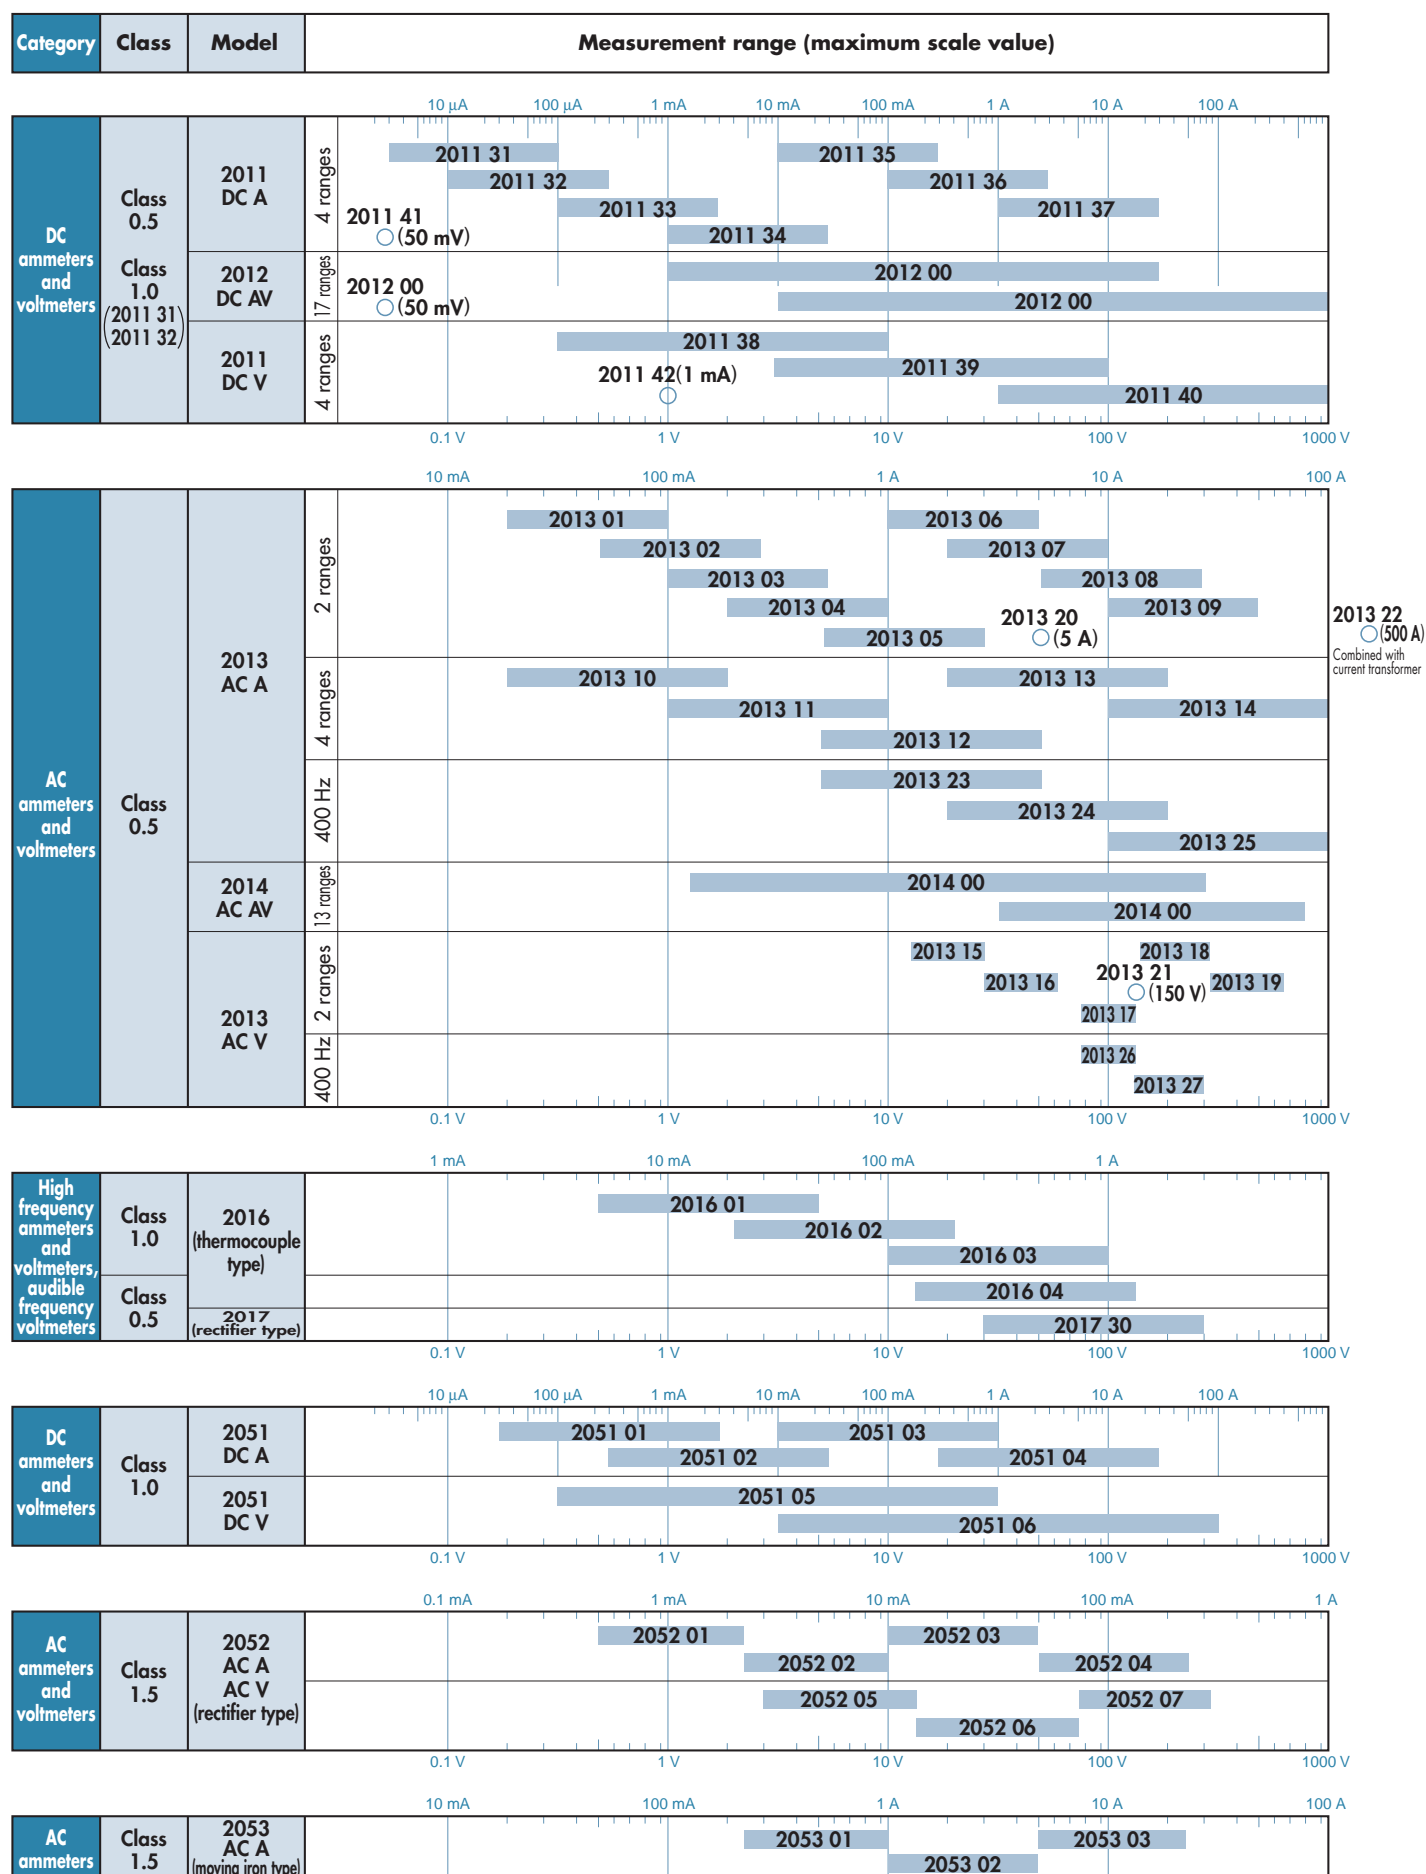 Category Class Model Measurement range (maximum scale value)
10 µA 100 µA 1 mA 10 mA 100 mA 1 A 10 A 100 A
DC
ammeters
and
voltmeters
Class
0.5
Class
1.0
(2011 31)
(2011 32)
2011
DC A
4 ranges
2011 31 2011 35
2011 32 2011 36
2011 33 2011 37
2011 41
(50 mV)
2011 34
2012
DC AV
17 ranges
2012 00
2012 00
(50 mV)
2012 00
2011
DC V
4 ranges
2011 38
2011 39
2011 42(1 mA)
2011 40
0.1 V 1 V 10 V 100 V 1000 V
10 mA 100 mA 1 A 10 A 100 A
AC
ammeters
and
voltmeters
Class
0.5
2013
AC A
2 ranges
2013 01 2013 06
2013 02 2013 07
2013 03 2013 08
2013 04 2013 09
2013 05
2013 20
(5 A)
2013 22
(500 A)
Combined with
current transformer
4 ranges
2013 10 2013 13
2013 11 2013 14
2013 12
400 Hz
2013 23
2013 24
2013 25
2014
AC AV
13 ranges
2014 00
2014 00
2013
AC V
2 ranges
2013 15 2013 18
2013 16
2013 21
(150 V)
2013 19
2013 17
400 Hz
2013 26
2013 27
0.1 V 1 V 10 V 100 V 1000 V
1 mA 10 mA 100 mA 1 A
High
frequency
ammeters
and
voltmeters,
audible
frequency
voltmeters
Class
1.0
2016
(thermocouple
type)
2016 01
2016 02
2016 03
Class
0.5
2016 04
2017
(rectifier type)
2017 30
0.1 V 1 V 10 V 100 V 1000 V
10 µA 100 µA 1 mA 10 mA 100 mA 1 A 10 A 100 A
DC
ammeters
and
voltmeters
Class
1.0
2051
DC A
2051 01 2051 03
2051 02 2051 04
2051
DC V
2051 05
2051 06
0.1 V 1 V 10 V 100 V 1000 V
0.1 mA 1 mA 10 mA 100 mA 1 A
AC
ammeters
and
voltmeters
Class
1.5
2052
AC A
AC V
(rectifier type)
2052 01 2052 03
2052 02 2052 04
2052 05 2052 07
2052 06
0.1 V 1 V 10 V 100 V 1000 V
10 mA 100 mA 1 A 10 A 100 A
AC
ammeters
Class
1.5
2053
AC A
(moving iron type)
2053 01 2053 03
2053 02